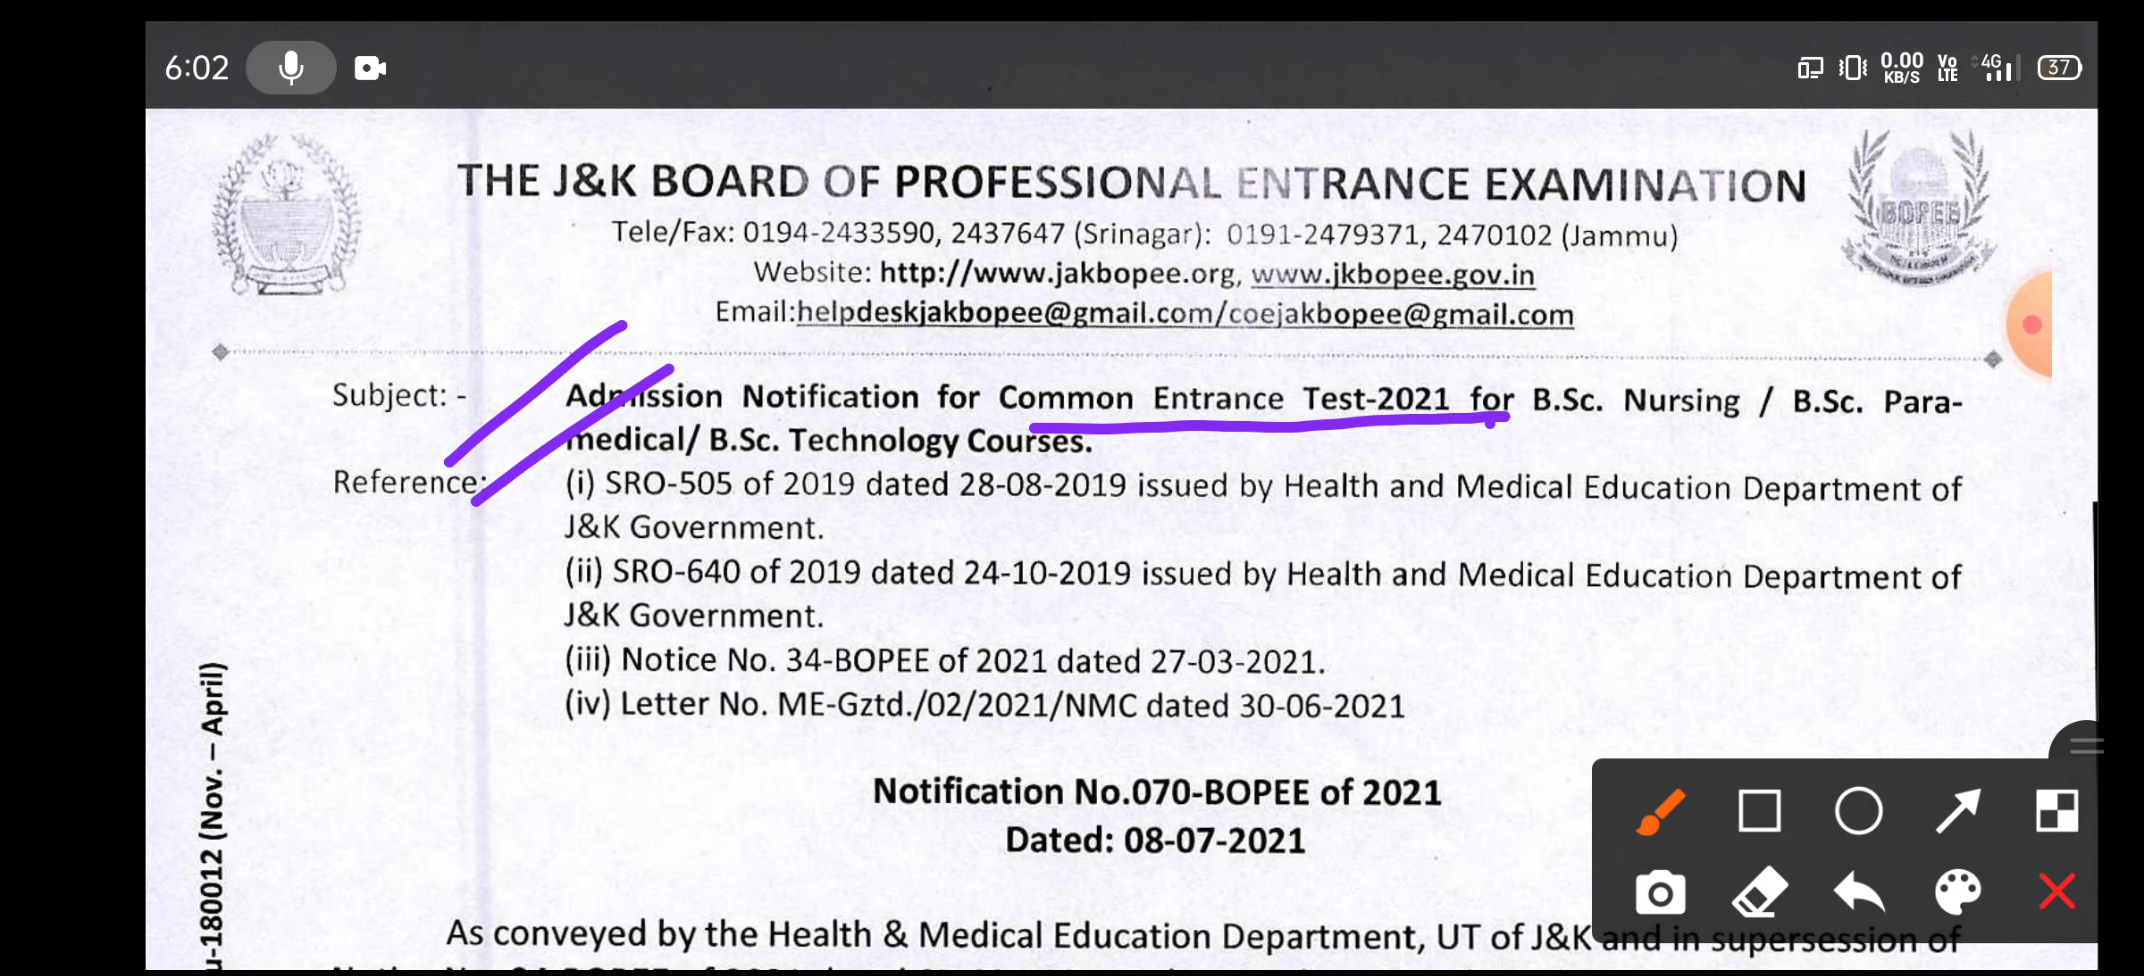 6:02
0.00 KB/S Vo LTE 4G 37
THE J&K BOARD OF PROFESSIONAL ENTRANCE EXAMINATION
BOPEE
Tele/Fax: 0194-2433590, 2437647 (Srinagar): 0191-2479371, 2470102 (Jammu)
Website: http://www.jakbopee.org, www.jkbopee.gov.in
Email:helpdeskjakbopee@gmail.com/coejakbopee@gmail.com
Subject: - Admission Notification for Common Entrance Test-2021 for B.Sc. Nursing / B.Sc. Para-
medical/ B.Sc. Technology Courses.
Reference: (i) SRO-505 of 2019 dated 28-08-2019 issued by Health and Medical Education Department of
J&K Government.
(ii) SRO-640 of 2019 dated 24-10-2019 issued by Health and Medical Education Department of
J&K Government.
(iii) Notice No. 34-BOPEE of 2021 dated 27-03-2021.
(iv) Letter No. ME-Gztd./02/2021/NMC dated 30-06-2021
Notification No.070-BOPEE of 2021
Dated: 08-07-2021
As conveyed by the Health & Medical Education Department, UT of J&K and in supersession of
u-180012 (Nov. – April)